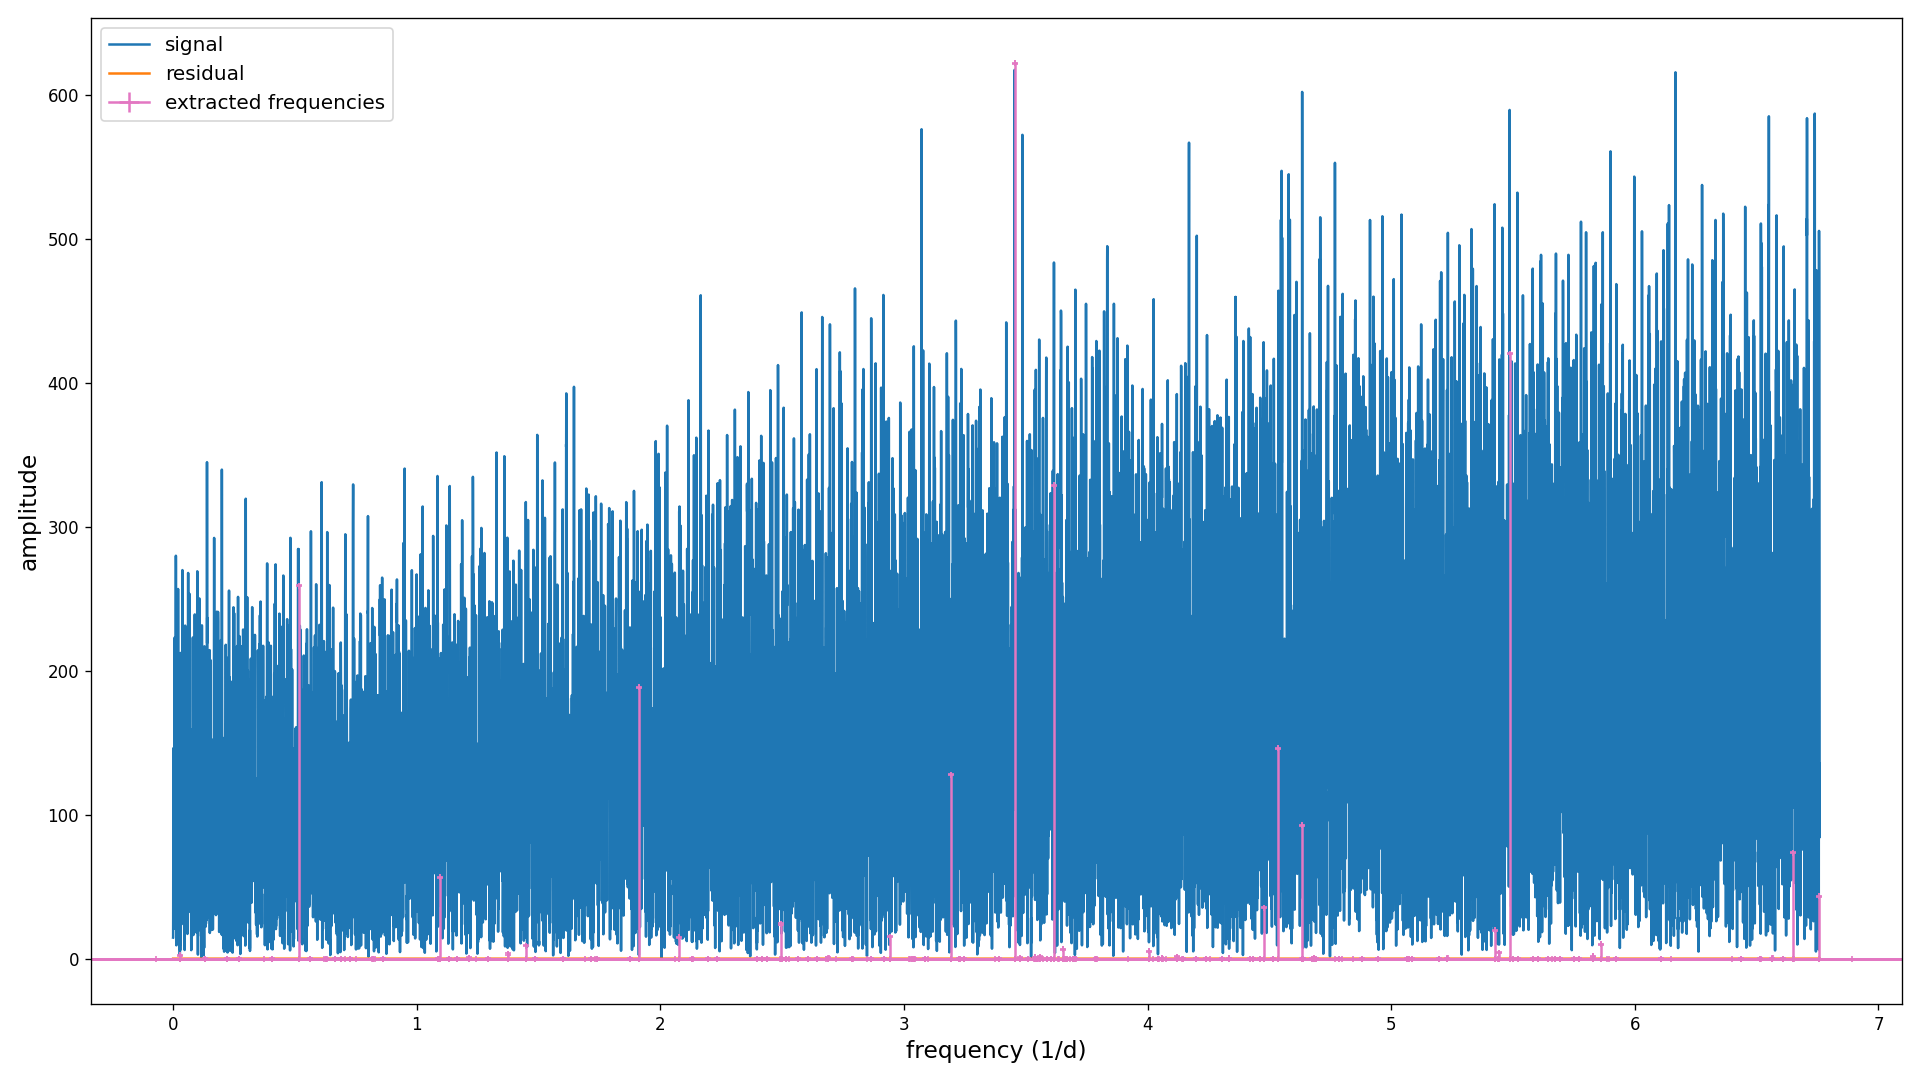 signal
residual
extracted frequencies
600
500
400
300
200
100
0
amplitude
0 1 2 3 4 5 6 7
frequency (1/d)